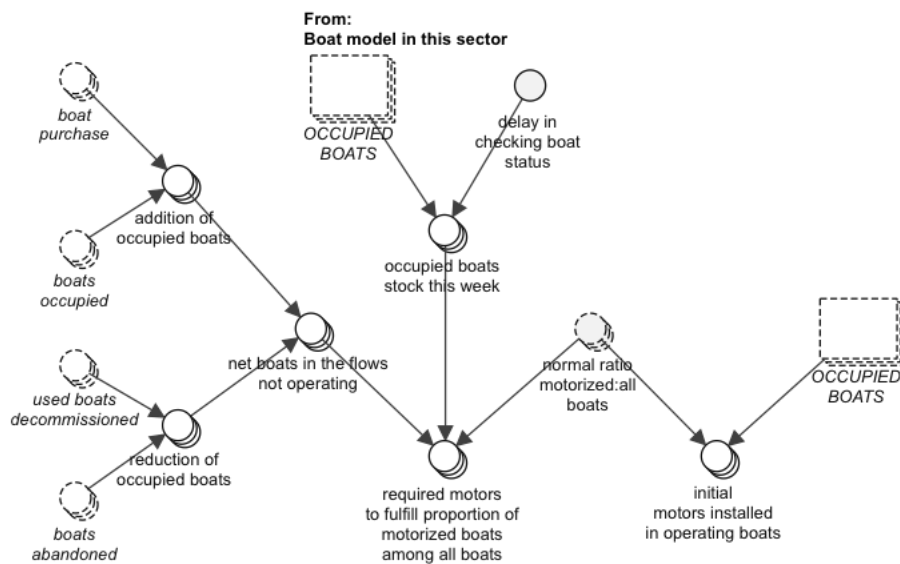 From:
Boat model in this sector
boat
purchase
OCCUPIED
BOATS
delay in
checking boat
status
addition of
occupied boats
boats
occupied
occupied boats
stock this week
net boats in the flows
not operating
normal ratio
motorized:all
boats
OCCUPIED
BOATS
used boats
decommissioned
reduction of
occupied boats
boats
abandoned
required motors
to fulfill proportion of
motorized boats
among all boats
initial
motors installed
in operating boats